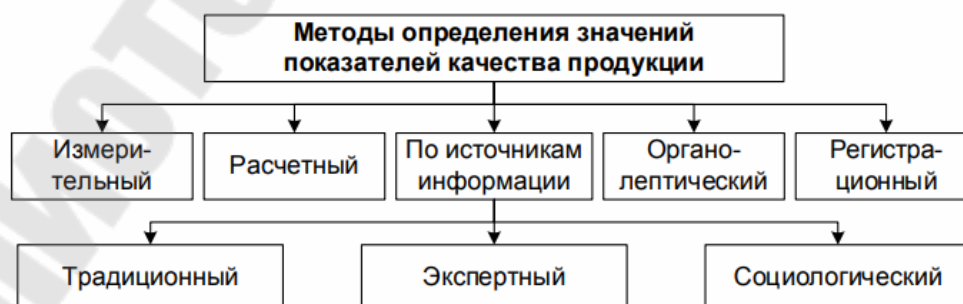 Методы определения значений
показателей качества продукции
Измери-
тельный
Расчетный
По источникам
информации
Органо-
лептический
Регистра-
ционный
Традиционный
Экспертный
Социологический